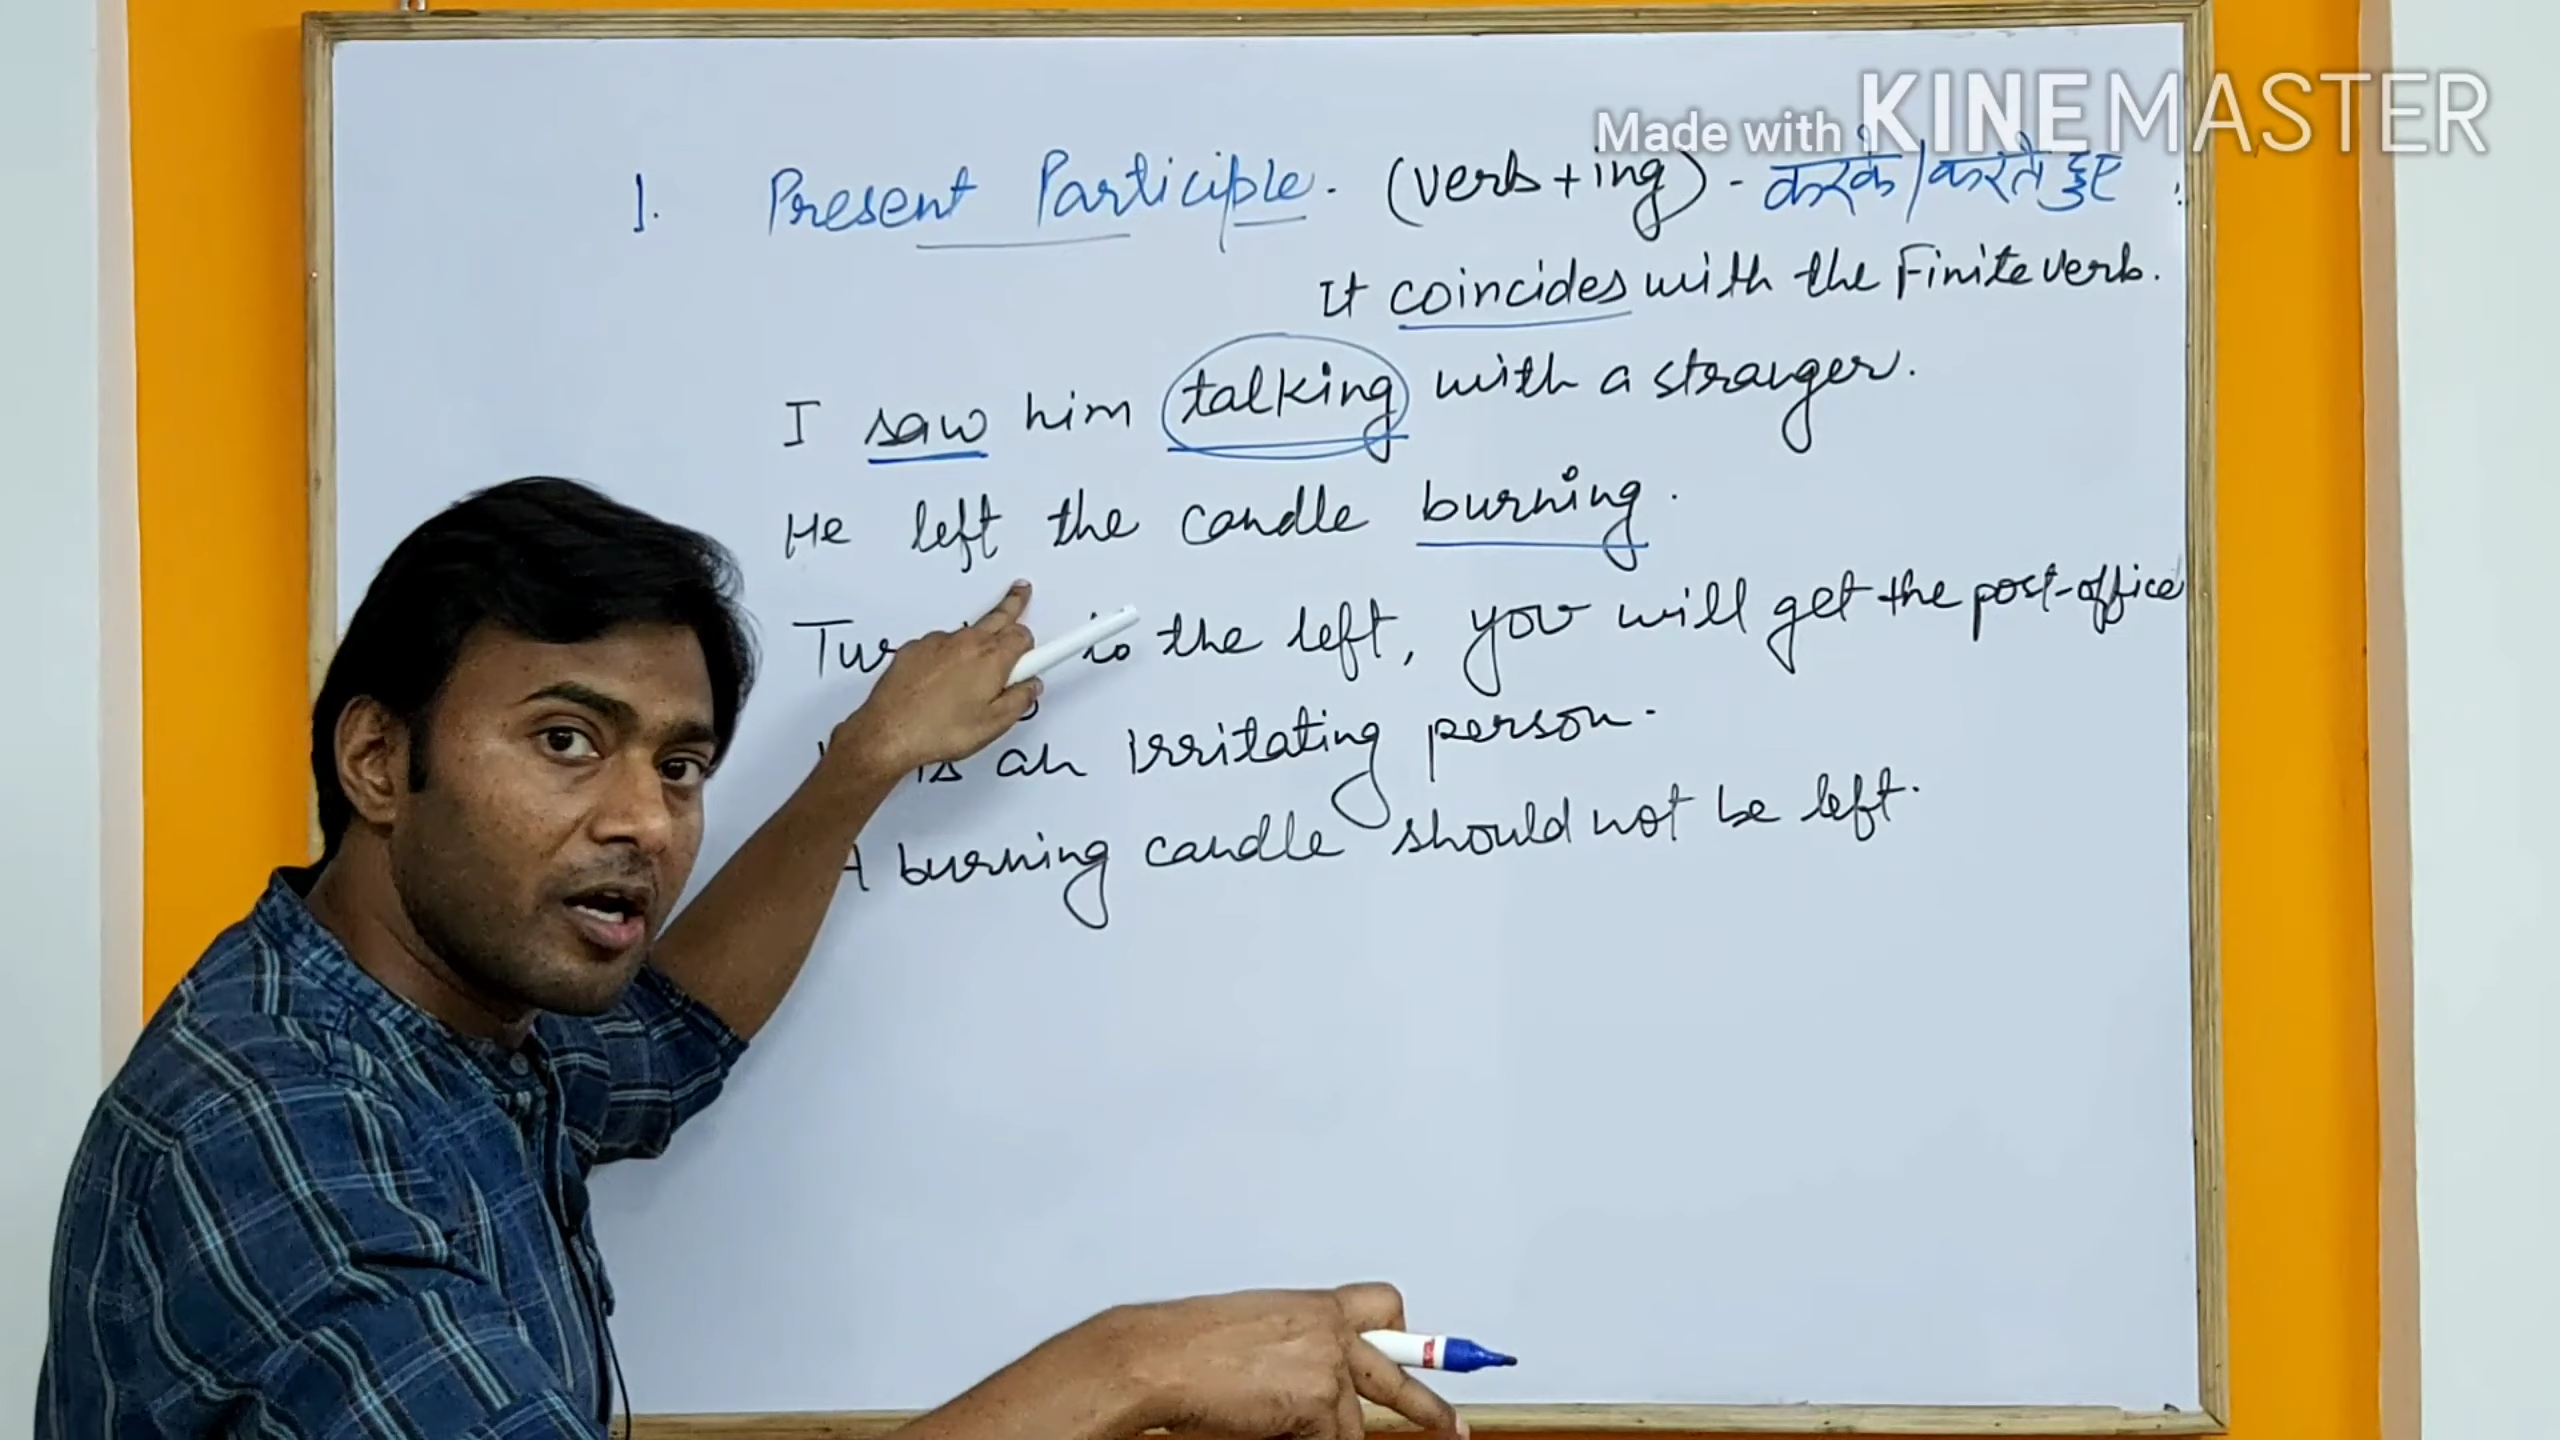 Made with KINEMASTER
1. Present Participle. (verb+ing) - करके/करते हुए :
It coincides with the Finite verb.
I saw him talking with a stranger.
He left the candle burning.
to the left, you will get the post-office
is an irritating person.
A burning candle should not be left.